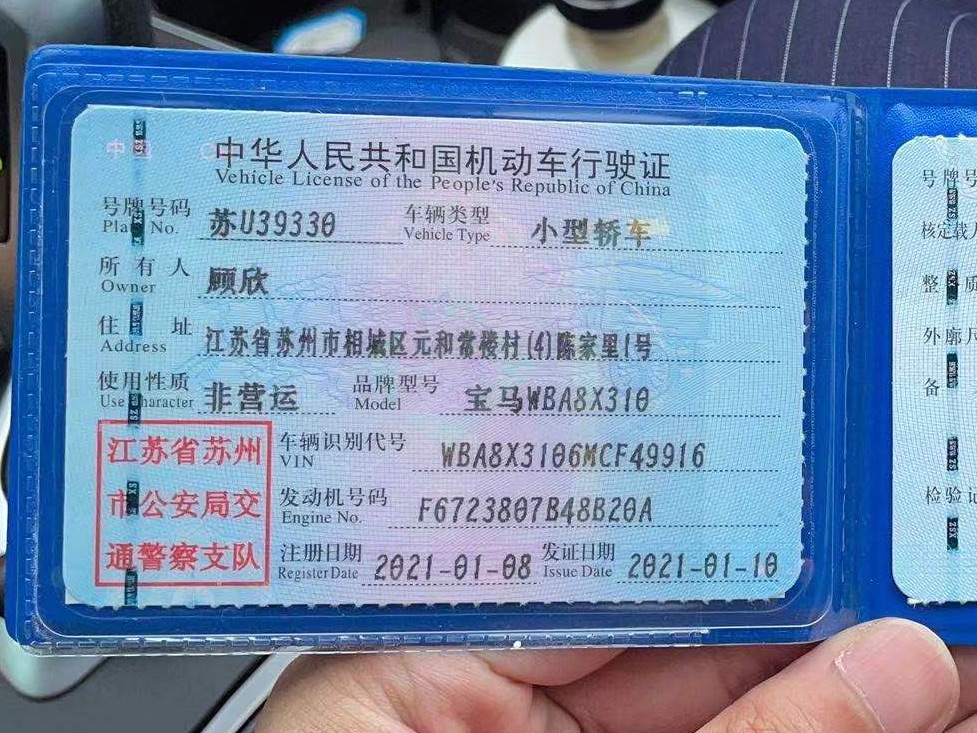 中华人民共和国机动车行驶证
Vehicle License of the People's Republic of China
号牌号码 苏U39330 车辆类型 小型轿车
Plate No. Vehicle Type
所有人 顾欣
Owner
住址 江苏省苏州市相城区元和常楼村(4)陈家里1号
Address
使用性质 非营运 品牌型号 宝马WBA8X310
Use Character Model
江苏省苏州
市公安局交
通警察支队
车辆识别代号 WBA8X3106MCF49916
VIN
发动机号码 F6723807B48B20A
Engine No.
注册日期 2021-01-08 发证日期 2021-01-10
Register Date Issue Date
号牌号
核定载人
整 质
外廓尺
备
检验记